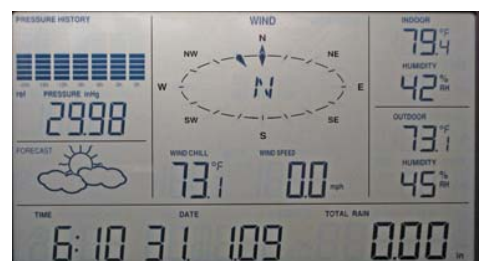 PRESSURE HISTORY
ref PRESSURE inHg
29.98
FORECAST
WIND
N
NW NE
W N E
SW SE
S
WIND CHILL WIND SPEED
73.1 °F 0.0 mph
INDOOR
79.4 °F
HUMIDITY
42 % RH
OUTDOOR
73.1 °F
HUMIDITY
45 % RH
TIME DATE TOTAL RAIN
6:10 31. 1.09 0.00 in